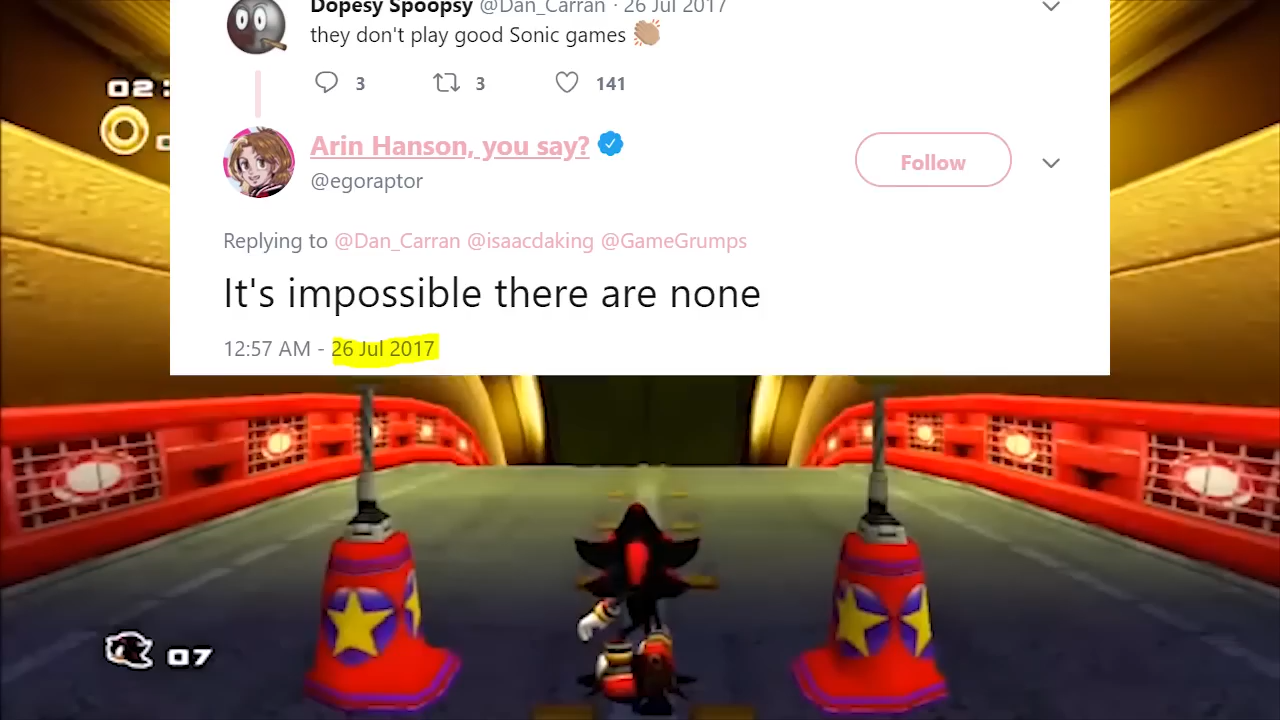 Dopesy Spoopsy @Dan_Carran · 26 Jul 2017
they don't play good Sonic games 👏🏽
3 3 141
02:
Arin Hanson, you say?
@egoraptor
Follow
Replying to @Dan_Carran @isaacdaking @GameGrumps
It's impossible there are none
12:57 AM - 26 Jul 2017
07